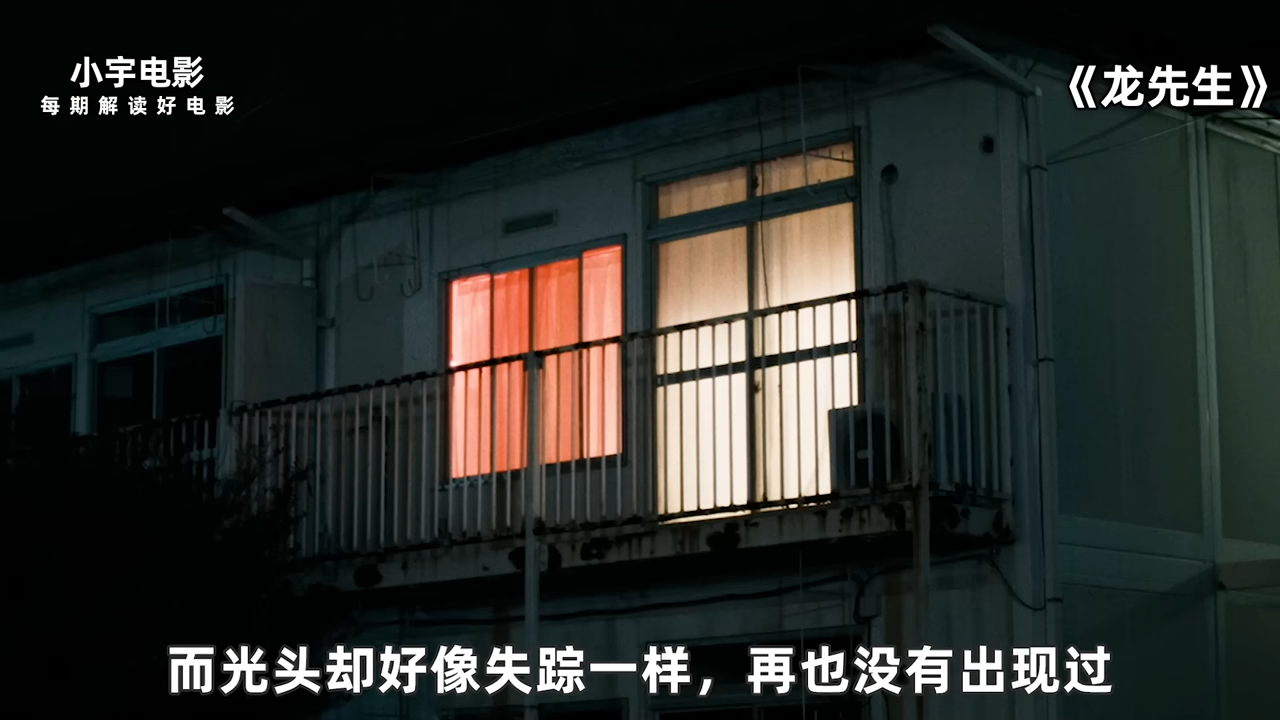 小宇电影
每期解读好电影
《龙先生》
而光头却好像失踪一样，再也没有出现过